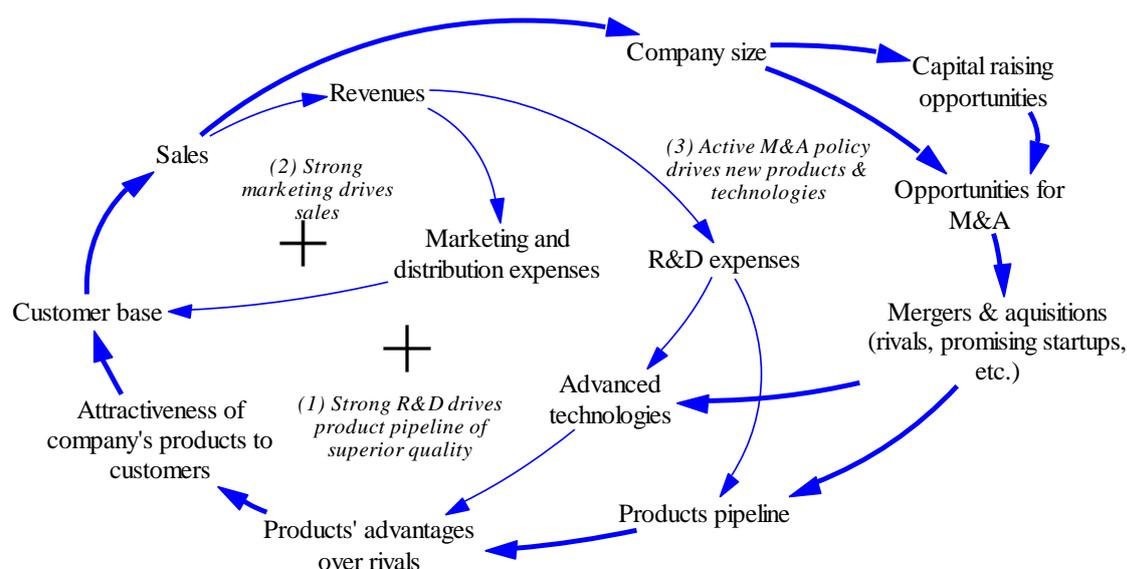 Company size
Capital raising
opportunities
Revenues
Sales
(2) Strong
marketing drives
sales
(3) Active M&A policy
drives new products &
technologies
Opportunities for
M&A
Marketing and
distribution expenses
R&D expenses
Customer base
Mergers & aquisitions
(rivals, promising startups,
etc.)
Advanced
technologies
Attractiveness of
company's products to
customers
(1) Strong R&D drives
product pipeline of
superior quality
Products pipeline
Products' advantages
over rivals